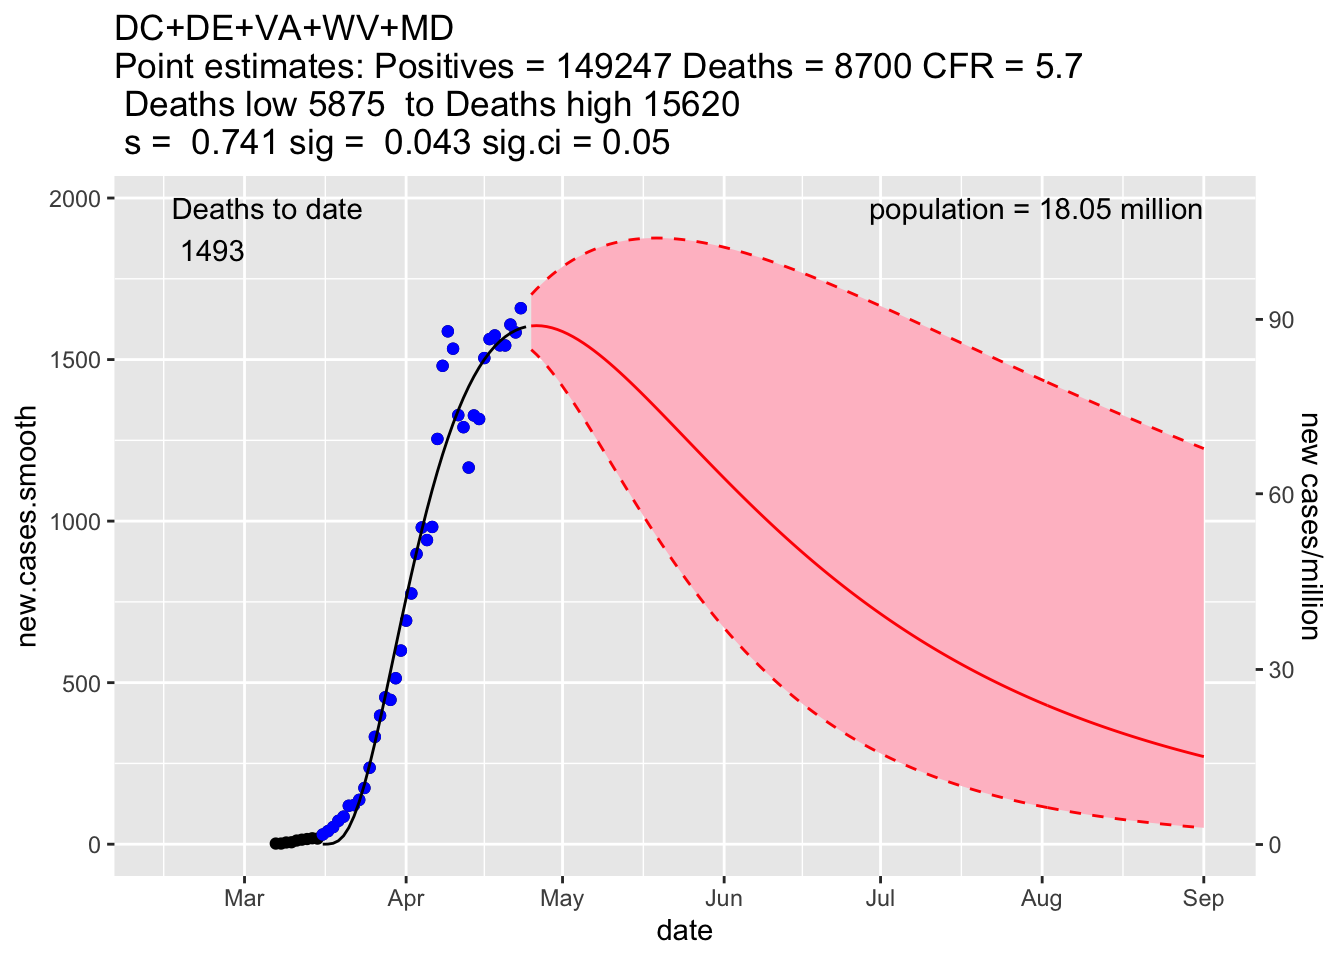 DC+DE+VA+WV+MD
Point estimates: Positives = 149247 Deaths = 8700 CFR = 5.7
Deaths low 5875  to Deaths high 15620
s =  0.741 sig =  0.043 sig.ci = 0.05
Deaths to date
1493
population = 18.05 million
new.cases.smooth
2000
1500
1000
500
0
90
60
30
0
new cases/million
Mar Apr May Jun Jul Aug Sep
date